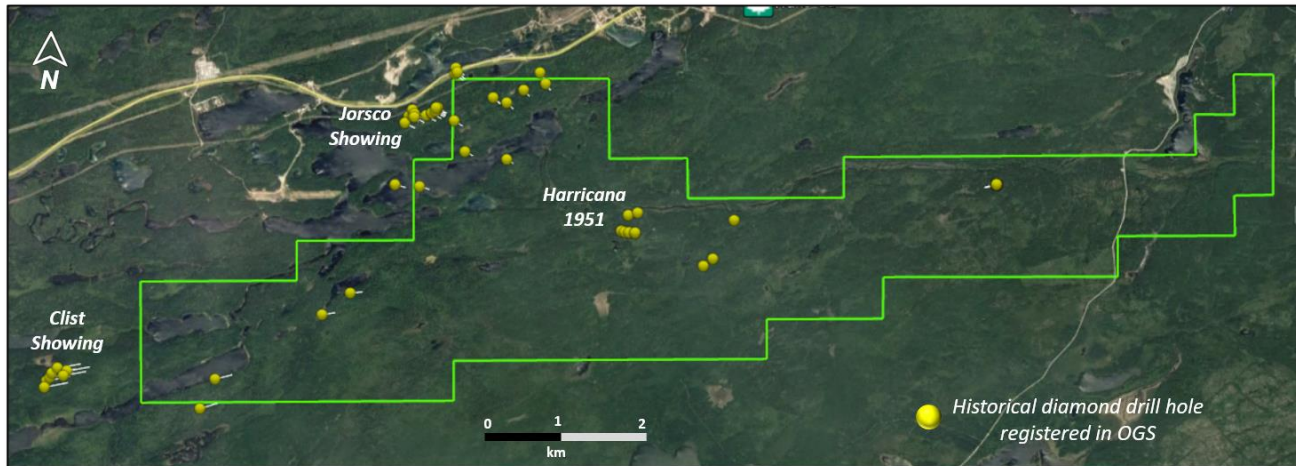 N
Jorsco
Showing
Harricana
1951
Clist
Showing
0 1 2
km
Historical diamond drill hole
registered in OGS